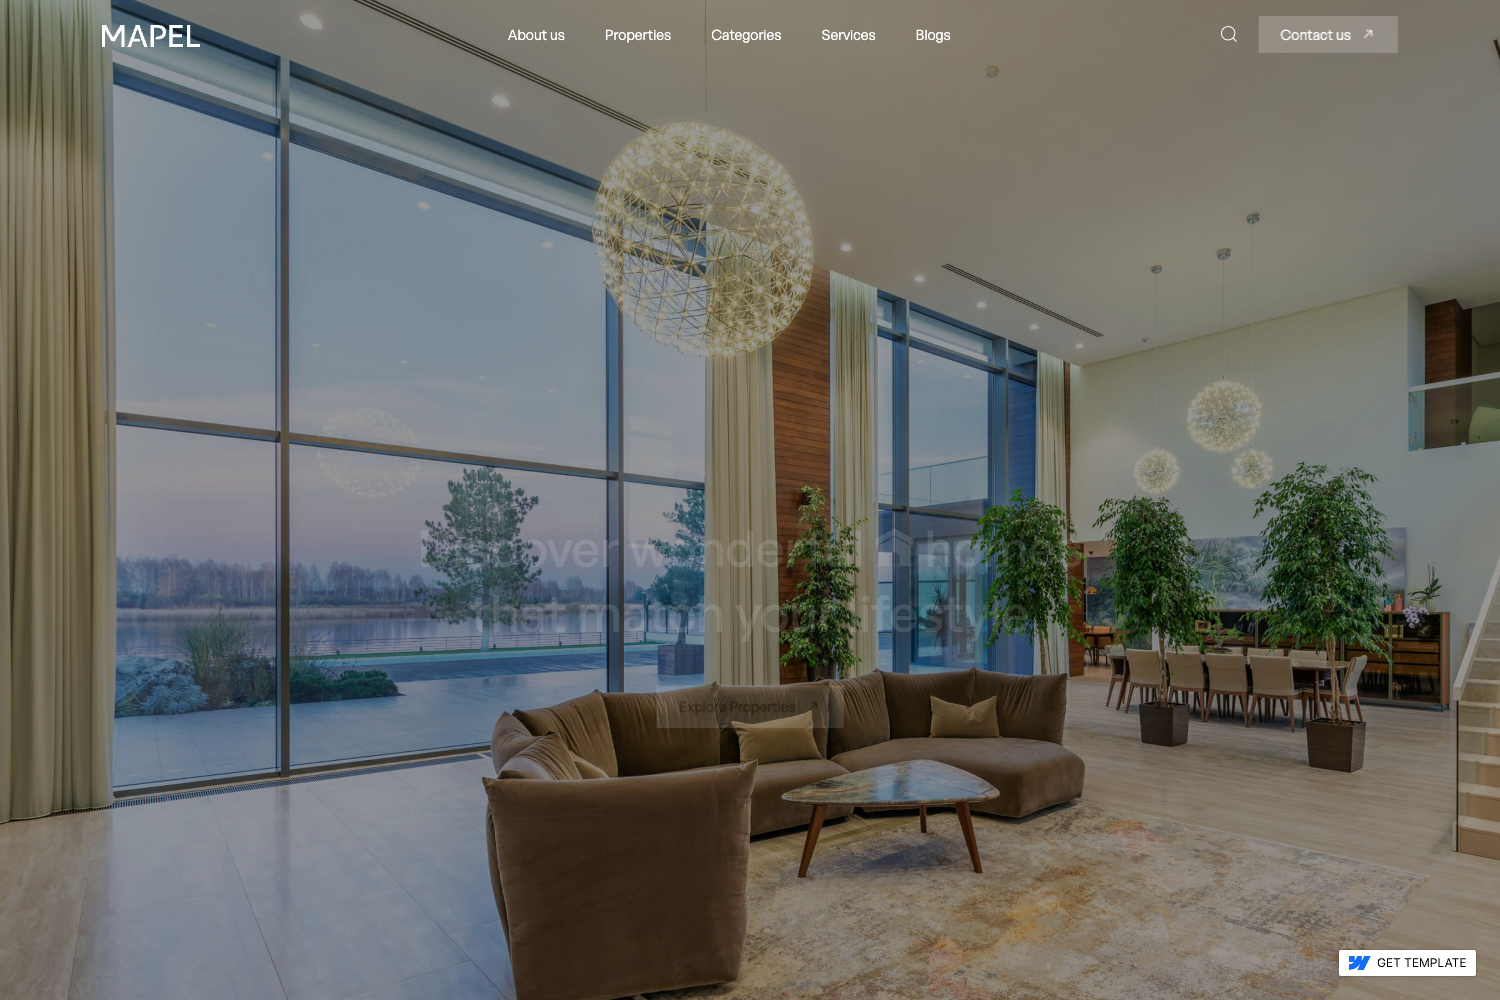 MAPEL
About us
Properties
Categories
Services
Blogs
Contact us
Discover wonderful homes
that match your lifestyle
Explore Properties
GET TEMPLATE